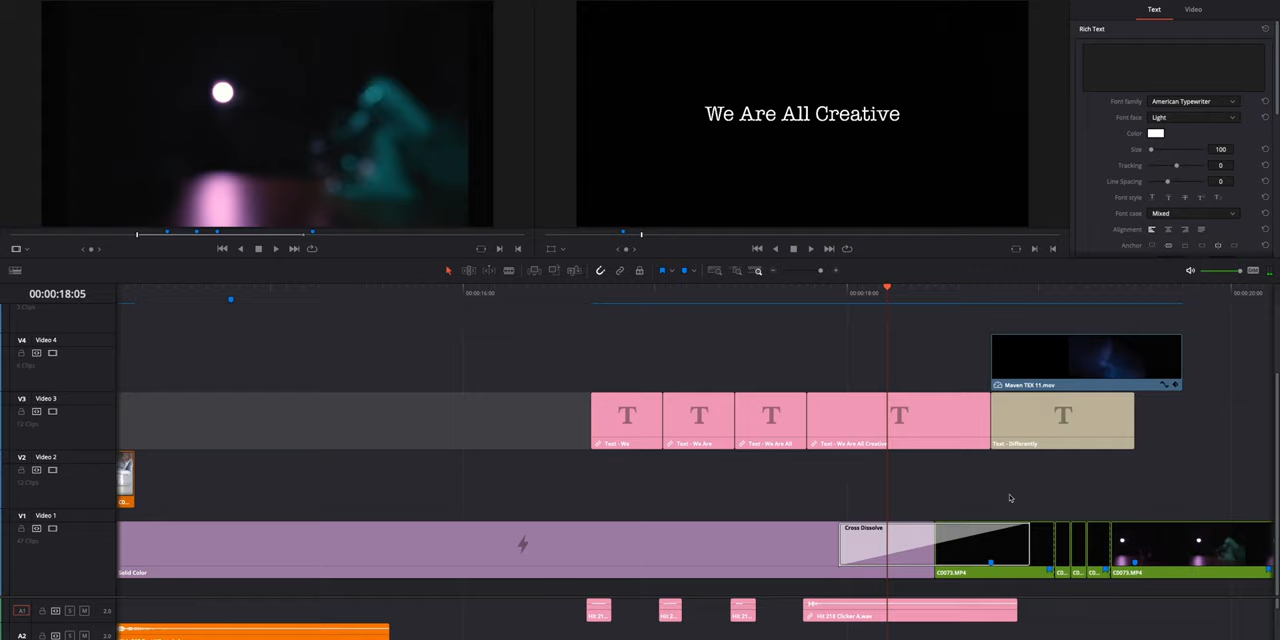 Text Video
Rich Text
We Are All Creative
Font family American Typewriter
Font face Light
Color
Size 100
Tracking 0
Line Spacing 0
Font style T T T T T
Font case Mixed
Alignment
Anchor
00:00:18:05
00:00:16:00 00:00:18:00 00:00:20:00
3 Clips
V4 Video 4
6 Clips
Maven TEX 11.mov
V3 Video 3
12 Clips
T T T T T
Text - We Text - We Are Text - We Are All Text - We Are All Creative Text - Differently
V2 Video 2
12 Clips
C0...
V1 Video 1
47 Clips
Cross Dissolve
Solid Color C0073.MP4 C0... C0... C0... C0073.MP4
A1 S M 2.0
Hit 21... Hit 2... Hit 21... Hit 218 Clicker A.wav
A2 S M 2.0